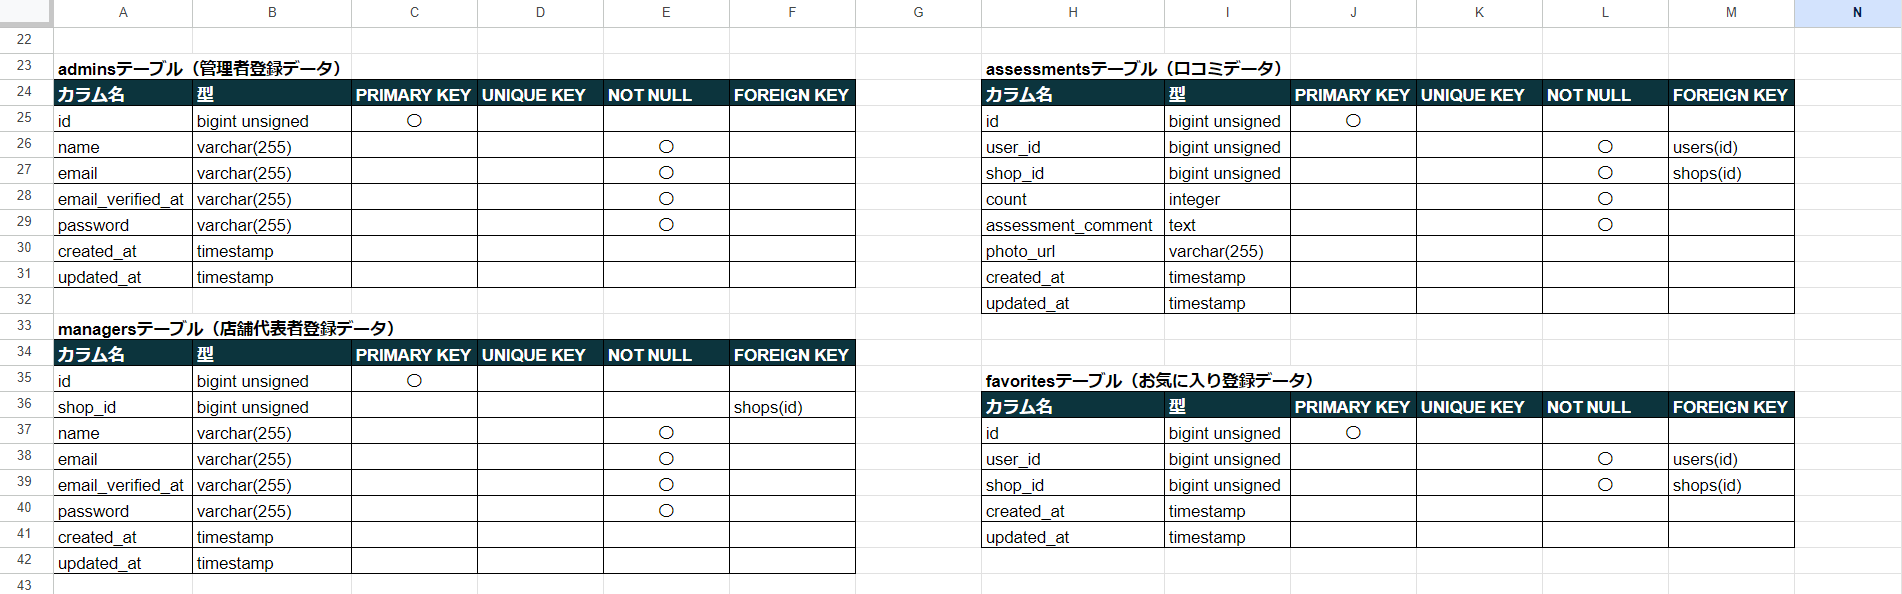 A B C D E F G H I J K L M N
22
23 adminsテーブル（管理者登録データ） assessmentsテーブル（口コミデータ）
24 カラム名 型 PRIMARY KEY UNIQUE KEY NOT NULL FOREIGN KEY カラム名 型 PRIMARY KEY UNIQUE KEY NOT NULL FOREIGN KEY
25 id bigint unsigned 〇 id bigint unsigned 〇
26 name varchar(255) 〇 user_id bigint unsigned 〇 users(id)
27 email varchar(255) 〇 shop_id bigint unsigned 〇 shops(id)
28 email_verified_at varchar(255) 〇 count integer 〇
29 password varchar(255) 〇 assessment_comment text 〇
30 created_at timestamp photo_url varchar(255)
31 updated_at timestamp created_at timestamp
32 updated_at timestamp
33 managersテーブル（店舗代表者登録データ）
34 カラム名 型 PRIMARY KEY UNIQUE KEY NOT NULL FOREIGN KEY
35 id bigint unsigned 〇 favoritesテーブル（お気に入り登録データ）
36 shop_id bigint unsigned shops(id) カラム名 型 PRIMARY KEY UNIQUE KEY NOT NULL FOREIGN KEY
37 name varchar(255) 〇 id bigint unsigned 〇
38 email varchar(255) 〇 user_id bigint unsigned 〇 users(id)
39 email_verified_at varchar(255) 〇 shop_id bigint unsigned 〇 shops(id)
40 password varchar(255) 〇 created_at timestamp
41 created_at timestamp updated_at timestamp
42 updated_at timestamp
43